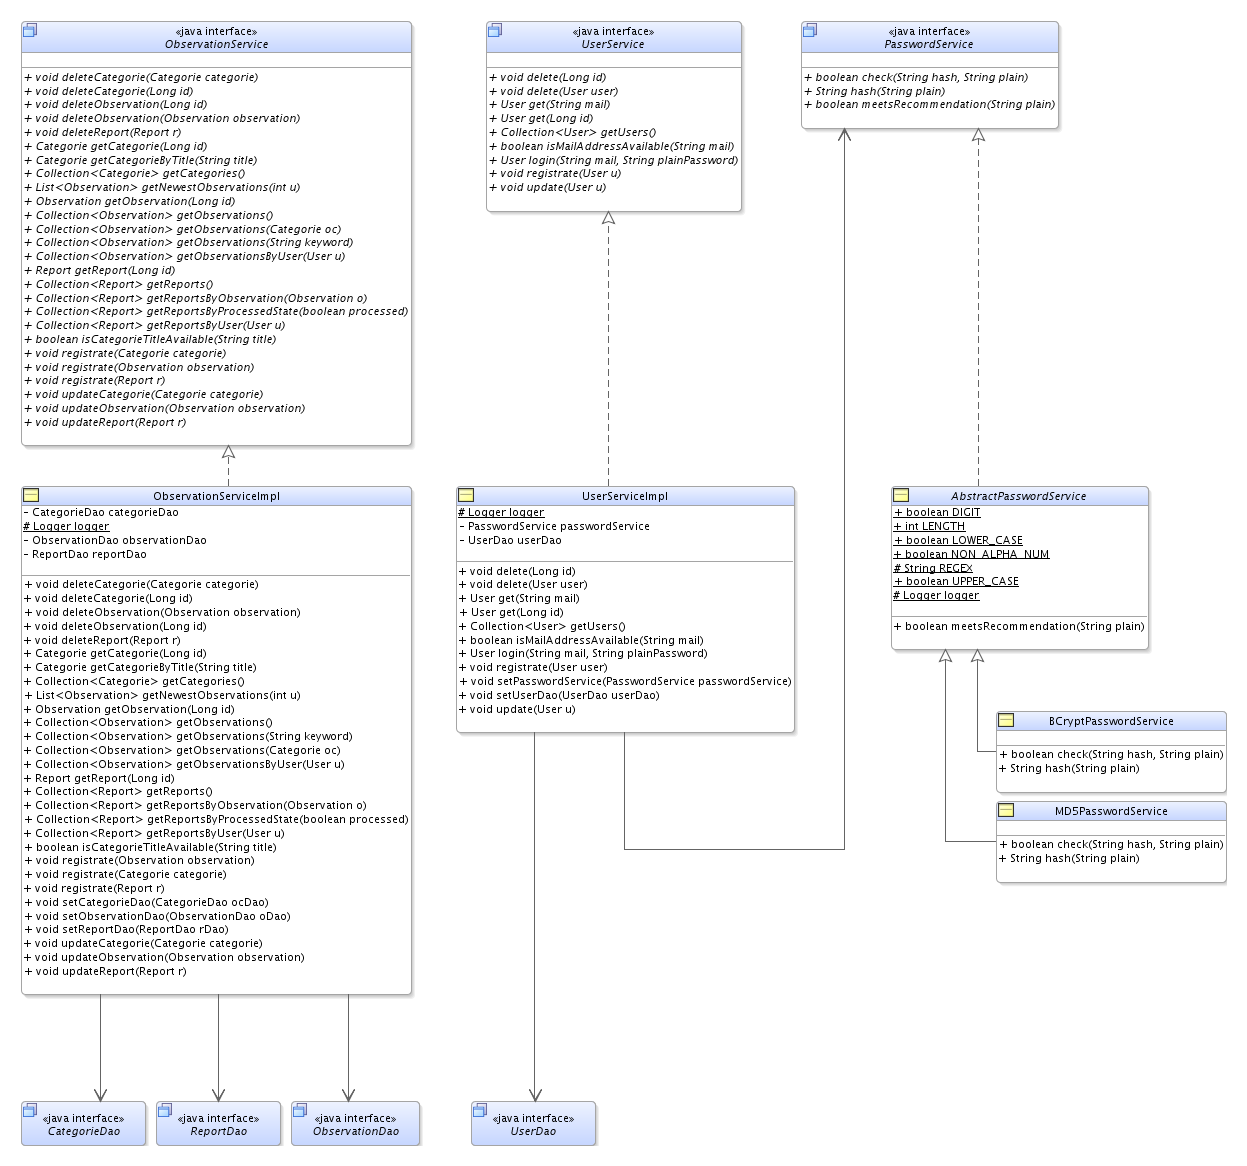 «java interface»
ObservationService
+ void deleteCategorie(Categorie categorie)
+ void deleteCategorie(Long id)
+ void deleteObservation(Long id)
+ void deleteObservation(Observation observation)
+ void deleteReport(Report r)
+ Categorie getCategorie(Long id)
+ Categorie getCategorieByTitle(String title)
+ Collection<Categorie> getCategories()
+ List<Observation> getNewestObservations(int u)
+ Observation getObservation(Long id)
+ Collection<Observation> getObservations()
+ Collection<Observation> getObservations(Categorie oc)
+ Collection<Observation> getObservations(String keyword)
+ Collection<Observation> getObservationsByUser(User u)
+ Report getReport(Long id)
+ Collection<Report> getReports()
+ Collection<Report> getReportsByObservation(Observation o)
+ Collection<Report> getReportsByProcessedState(boolean processed)
+ Collection<Report> getReportsByUser(User u)
+ boolean isCategorieTitleAvailable(String title)
+ void registrate(Categorie categorie)
+ void registrate(Observation observation)
+ void registrate(Report r)
+ void updateCategorie(Categorie categorie)
+ void updateObservation(Observation observation)
+ void updateReport(Report r)
«java interface»
UserService
+ void delete(Long id)
+ void delete(User user)
+ User get(String mail)
+ User get(Long id)
+ Collection<User> getUsers()
+ boolean isMailAddressAvailable(String mail)
+ User login(String mail, String plainPassword)
+ void registrate(User u)
+ void update(User u)
«java interface»
PasswordService
+ boolean check(String hash, String plain)
+ String hash(String plain)
+ boolean meetsRecommendation(String plain)
ObservationServiceImpl
- CategorieDao categorieDao
# Logger logger
- ObservationDao observationDao
- ReportDao reportDao
+ void deleteCategorie(Categorie categorie)
+ void deleteCategorie(Long id)
+ void deleteObservation(Observation observation)
+ void deleteObservation(Long id)
+ void deleteReport(Report r)
+ Categorie getCategorie(Long id)
+ Categorie getCategorieByTitle(String title)
+ Collection<Categorie> getCategories()
+ List<Observation> getNewestObservations(int u)
+ Observation getObservation(Long id)
+ Collection<Observation> getObservations()
+ Collection<Observation> getObservations(String keyword)
+ Collection<Observation> getObservations(Categorie oc)
+ Collection<Observation> getObservationsByUser(User u)
+ Report getReport(Long id)
+ Collection<Report> getReports()
+ Collection<Report> getReportsByObservation(Observation o)
+ Collection<Report> getReportsByProcessedState(boolean processed)
+ Collection<Report> getReportsByUser(User u)
+ boolean isCategorieTitleAvailable(String title)
+ void registrate(Observation observation)
+ void registrate(Categorie categorie)
+ void registrate(Report r)
+ void setCategorieDao(CategorieDao ocDao)
+ void setObservationDao(ObservationDao oDao)
+ void setReportDao(ReportDao rDao)
+ void updateCategorie(Categorie categorie)
+ void updateObservation(Observation observation)
+ void updateReport(Report r)
UserServiceImpl
# Logger logger
- PasswordService passwordService
- UserDao userDao
+ void delete(Long id)
+ void delete(User user)
+ User get(String mail)
+ User get(Long id)
+ Collection<User> getUsers()
+ boolean isMailAddressAvailable(String mail)
+ User login(String mail, String plainPassword)
+ void registrate(User user)
+ void setPasswordService(PasswordService passwordService)
+ void setUserDao(UserDao userDao)
+ void update(User u)
AbstractPasswordService
+ boolean DIGIT
+ int LENGTH
+ boolean LOWER_CASE
+ boolean NON_ALPHA_NUM
# String REGEX
+ boolean UPPER_CASE
# Logger logger
+ boolean meetsRecommendation(String plain)
BCryptPasswordService
+ boolean check(String hash, String plain)
+ String hash(String plain)
MD5PasswordService
+ boolean check(String hash, String plain)
+ String hash(String plain)
«java interface»
CategorieDao
«java interface»
ReportDao
«java interface»
ObservationDao
«java interface»
UserDao